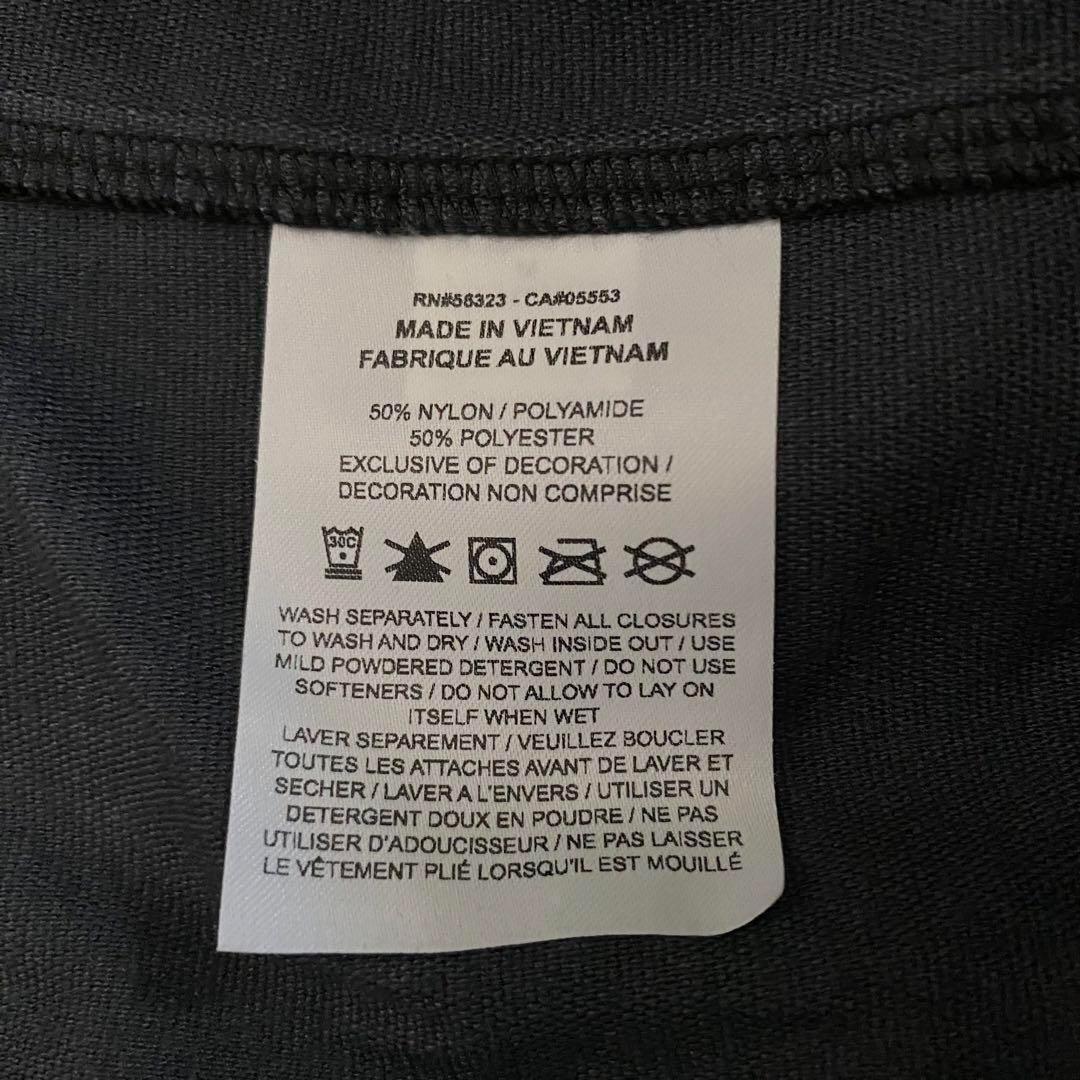 RN#56323 - CA#05553
MADE IN VIETNAM
FABRIQUE AU VIETNAM
50% NYLON / POLYAMIDE
50% POLYESTER
EXCLUSIVE OF DECORATION /
DECORATION NON COMPRISE
30C
WASH SEPARATELY / FASTEN ALL CLOSURES
TO WASH AND DRY / WASH INSIDE OUT / USE
MILD POWDERED DETERGENT / DO NOT USE
SOFTENERS / DO NOT ALLOW TO LAY ON
ITSELF WHEN WET
LAVER SEPAREMENT / VEUILLEZ BOUCLER
TOUTES LES ATTACHES AVANT DE LAVER ET
SECHER / LAVER A L'ENVERS / UTILISER UN
DETERGENT DOUX EN POUDRE / NE PAS
UTILISER D'ADOUCISSEUR / NE PAS LAISSER
LE VÊTEMENT PLIÉ LORSQU'IL EST MOUILLÉ